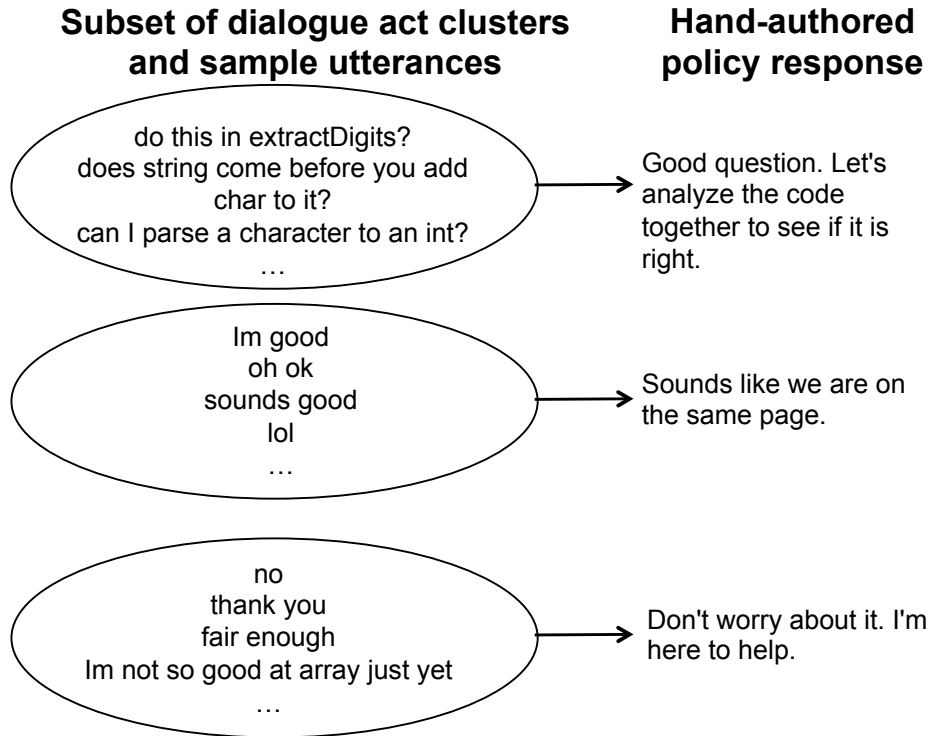 Subset of dialogue act clusters
and sample utterances
Hand-authored
policy response
do this in extractDigits?
does string come before you add
char to it?
can I parse a character to an int?
…
Good question. Let's
analyze the code
together to see if it is
right.
Im good
oh ok
sounds good
lol
…
Sounds like we are on
the same page.
no
thank you
fair enough
Im not so good at array just yet
…
Don't worry about it. I'm
here to help.